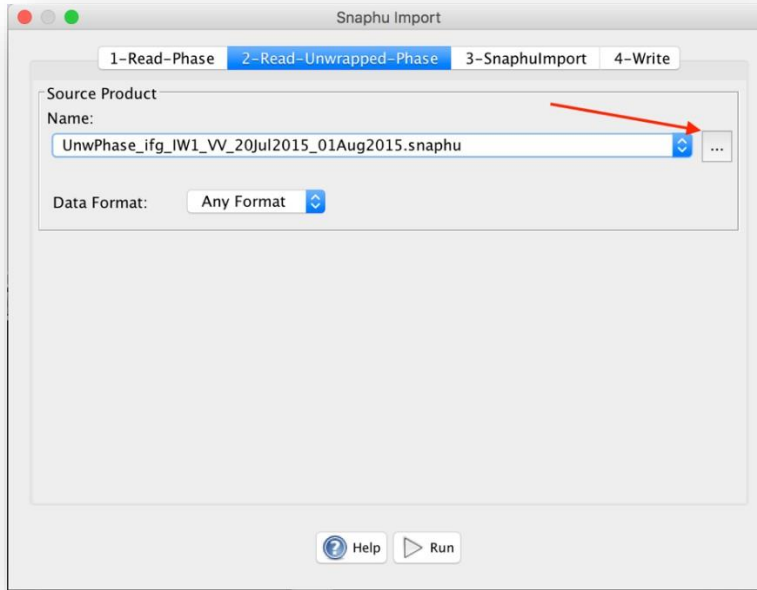 Snaphu Import
1-Read-Phase 2-Read-Unwrapped-Phase 3-SnaphuImport 4-Write
Source Product
Name:
UnwPhase_ifg_IW1_VV_20Jul2015_01Aug2015.snaphu ...
Data Format: Any Format
Help Run